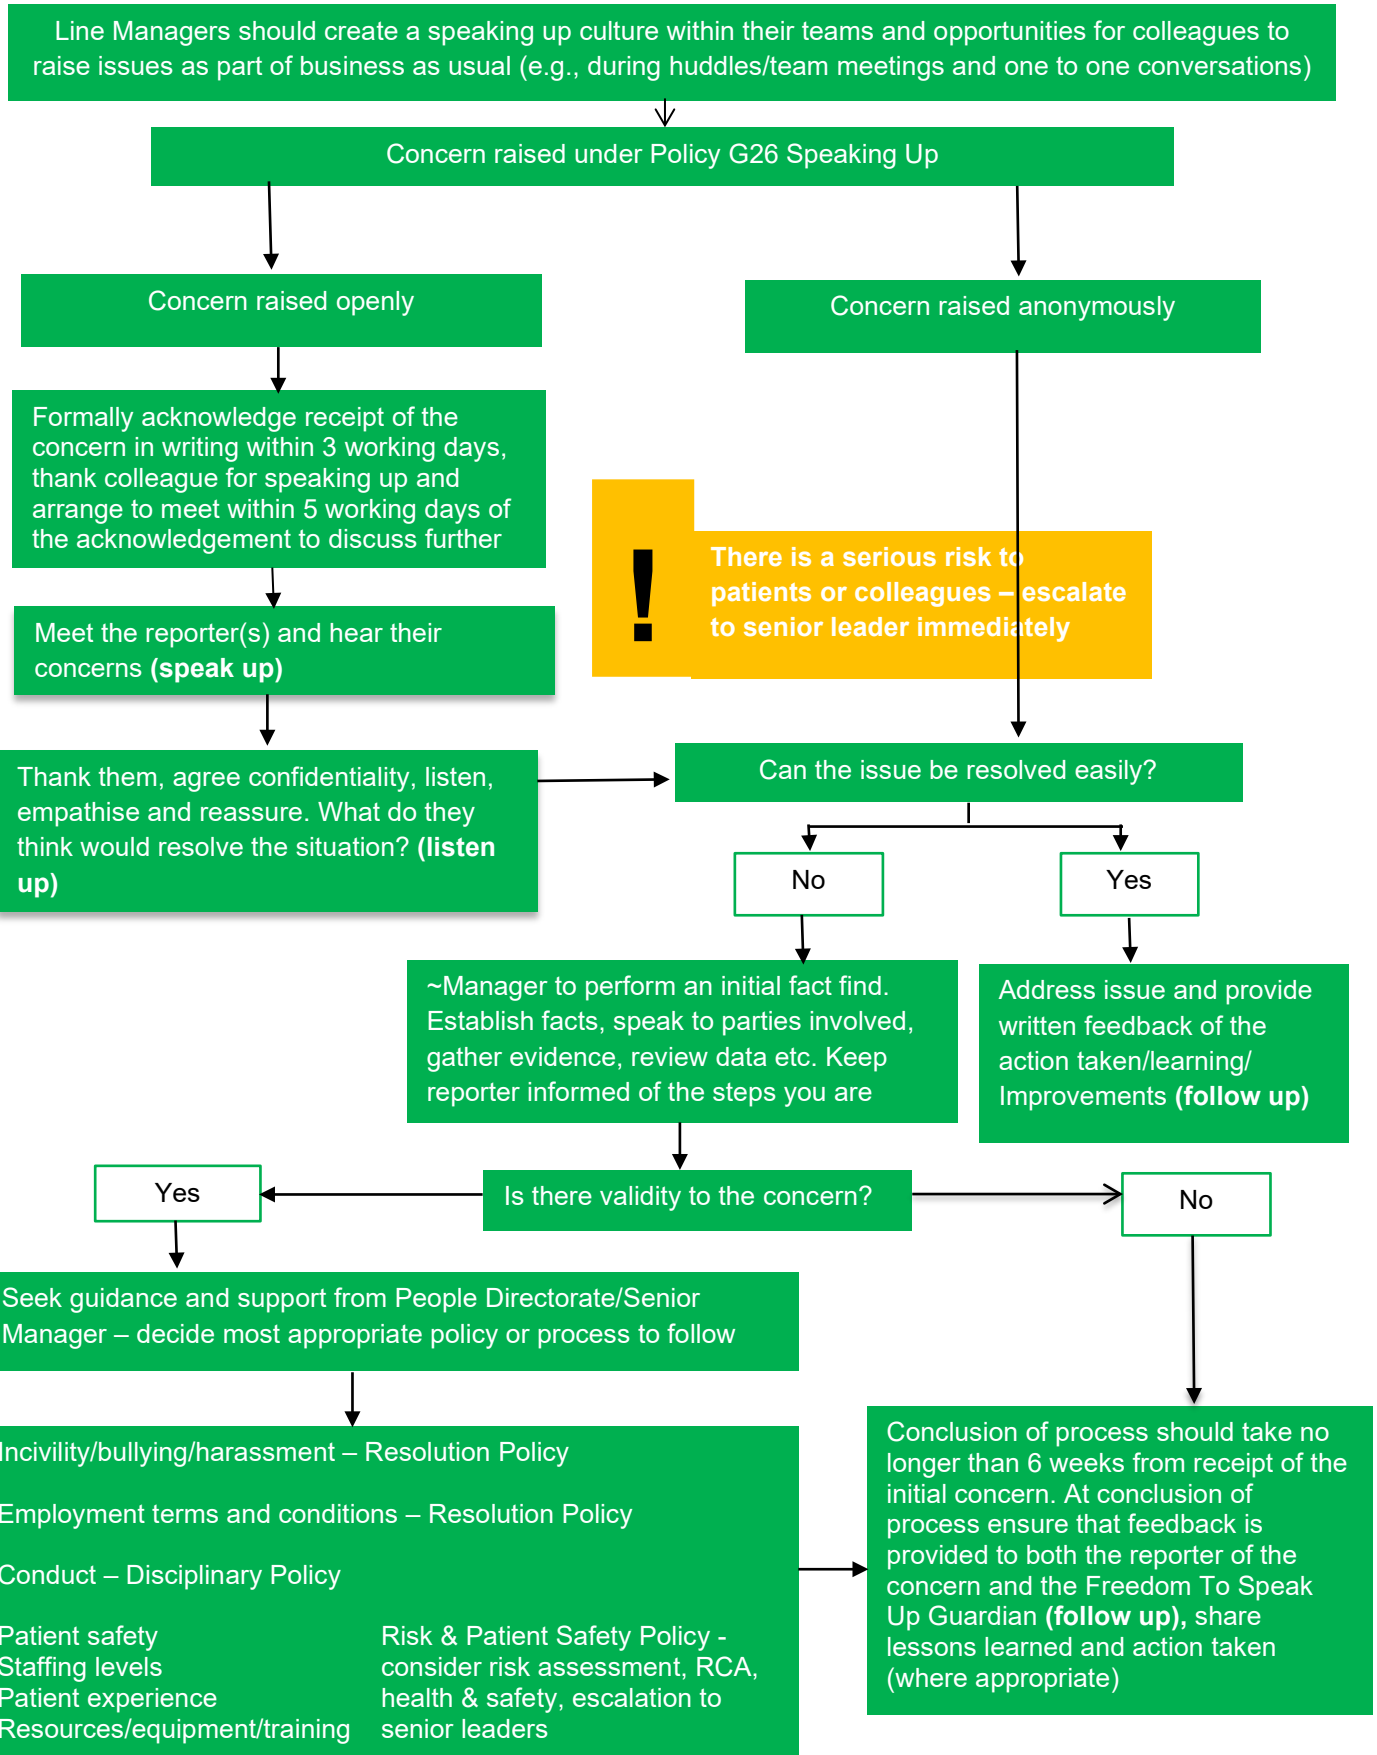 Line Managers should create a speaking up culture within their teams and opportunities for colleagues to
raise issues as part of business as usual (e.g., during huddles/team meetings and one to one conversations)
Concern raised under Policy G26 Speaking Up
Concern raised openly
Concern raised anonymously
Formally acknowledge receipt of the
concern in writing within 3 working days,
thank colleague for speaking up and
arrange to meet within 5 working days of
the acknowledgement to discuss further
!
There is a serious risk to
patients or colleagues – escalate
to senior leader immediately
Meet the reporter(s) and hear their
concerns (speak up)
Thank them, agree confidentiality, listen,
empathise and reassure. What do they
think would resolve the situation? (listen
up)
Can the issue be resolved easily?
No
Yes
~Manager to perform an initial fact find.
Establish facts, speak to parties involved,
gather evidence, review data etc. Keep
reporter informed of the steps you are
Address issue and provide
written feedback of the
action taken/learning/
Improvements (follow up)
Is there validity to the concern?
Yes
No
Seek guidance and support from People Directorate/Senior
Manager – decide most appropriate policy or process to follow
Incivility/bullying/harassment – Resolution Policy
Employment terms and conditions – Resolution Policy
Conduct – Disciplinary Policy
Patient safety
Staffing levels
Patient experience
Resources/equipment/training
Risk & Patient Safety Policy -
consider risk assessment, RCA,
health & safety, escalation to
senior leaders
Conclusion of process should take no
longer than 6 weeks from receipt of the
initial concern. At conclusion of
process ensure that feedback is
provided to both the reporter of the
concern and the Freedom To Speak
Up Guardian (follow up), share
lessons learned and action taken
(where appropriate)